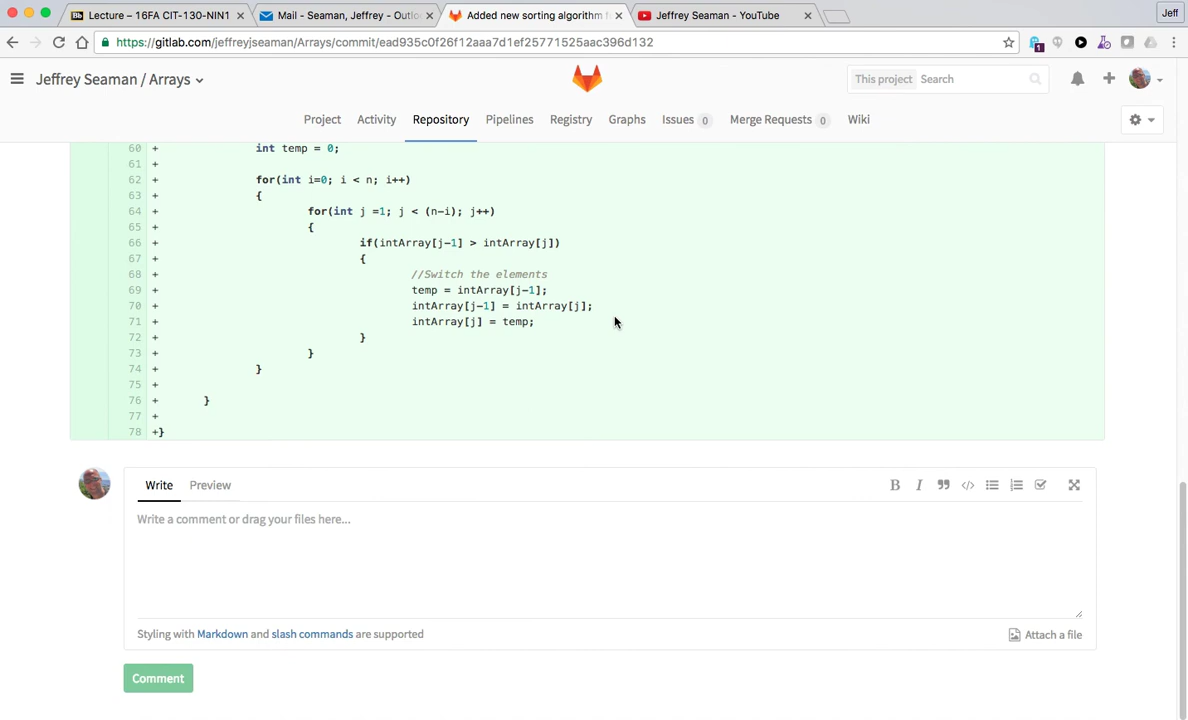 Lecture – 16FA CIT-130-NIN1
Mail - Seaman, Jeffrey - Outlo
Added new sorting algorithm f
Jeffrey Seaman - YouTube
Jeff
https://gitlab.com/jeffreyjseaman/Arrays/commit/ead935c0f26f12aaa7d1ef25771525aac396d132
1
Jeffrey Seaman / Arrays
This project Search
Project Activity Repository Pipelines Registry Graphs Issues 0 Merge Requests 0 Wiki
60 + int temp = 0;
61 +
62 + for(int i=0; i < n; i++)
63 + {
64 + for(int j =1; j < (n-i); j++)
65 + {
66 + if(intArray[j-1] > intArray[j])
67 + {
68 + //Switch the elements
69 + temp = intArray[j-1];
70 + intArray[j-1] = intArray[j];
71 + intArray[j] = temp;
72 + }
73 + }
74 + }
75 +
76 + }
77 +
78 +}
Write Preview
B I
Write a comment or drag your files here...
Styling with Markdown and slash commands are supported
Attach a file
Comment